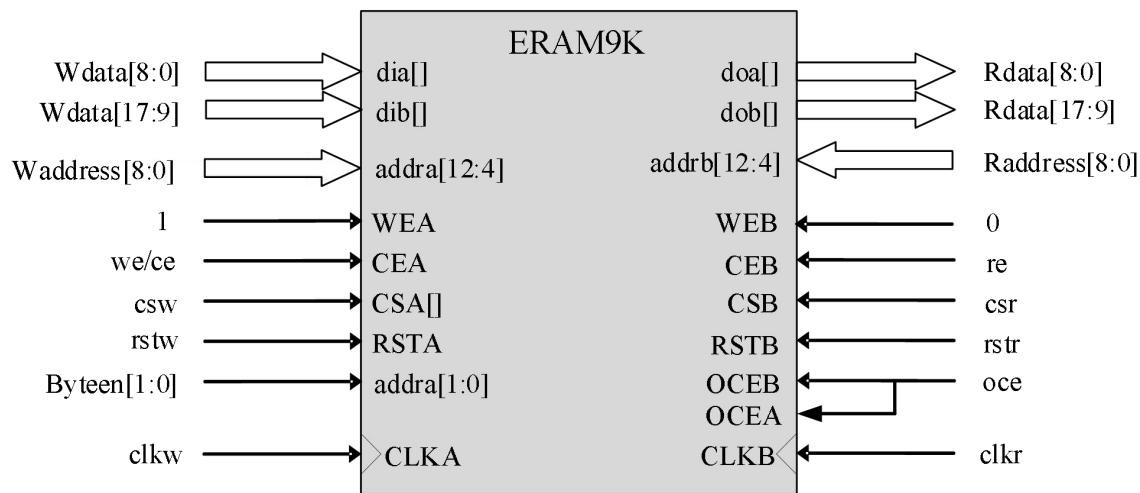 ERAM9K
Wdata[8:0] dia[] doa[] Rdata[8:0]
Wdata[17:9] dib[] dob[] Rdata[17:9]
Waddress[8:0] addra[12:4] addrb[12:4] Raddress[8:0]
1 WEA WEB 0
we/ce CEA CEB re
csw CSA[] CSB csr
rstw RSTA RSTB rstr
Byteen[1:0] addra[1:0] OCEB oce
OCEA
clkw CLKA CLKB clkr